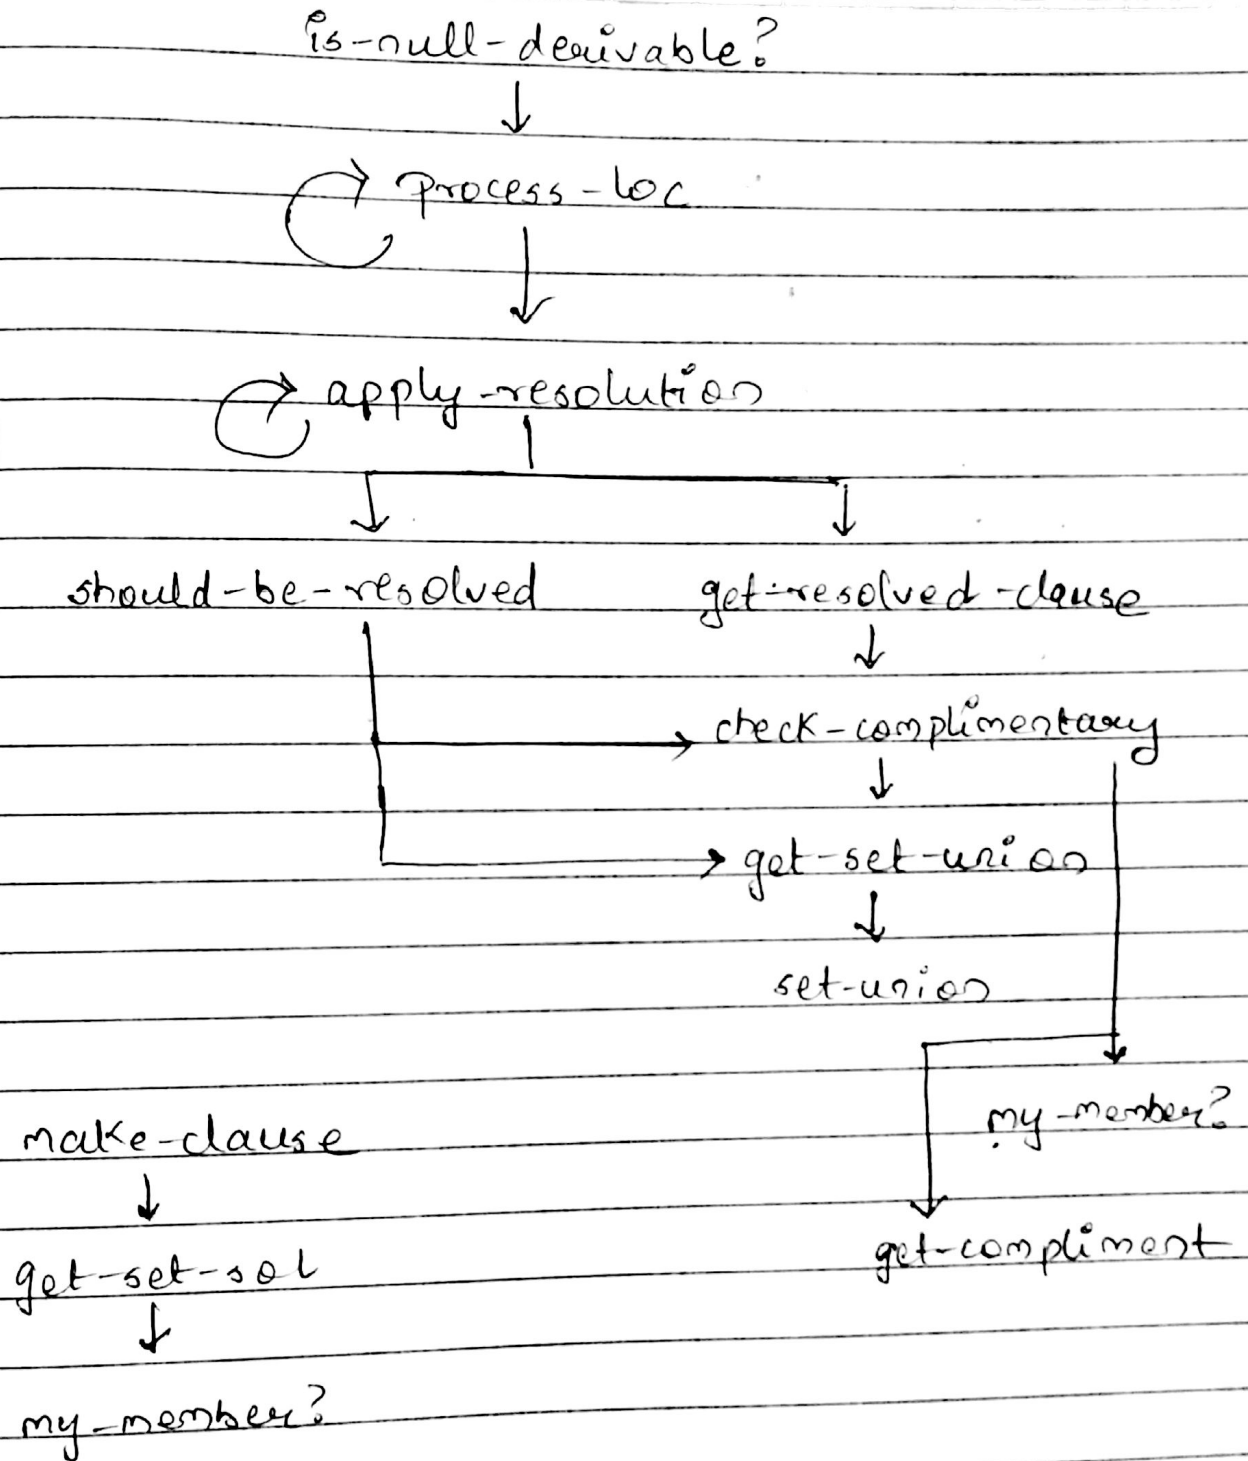 is-null-derivable?
process-loc
apply-resolution
should-be-resolved get-resolved-clause
check-complimentary
get-set-union
set-union
my-member?
make-clause
get-compliment
get-set-sol
my-member?